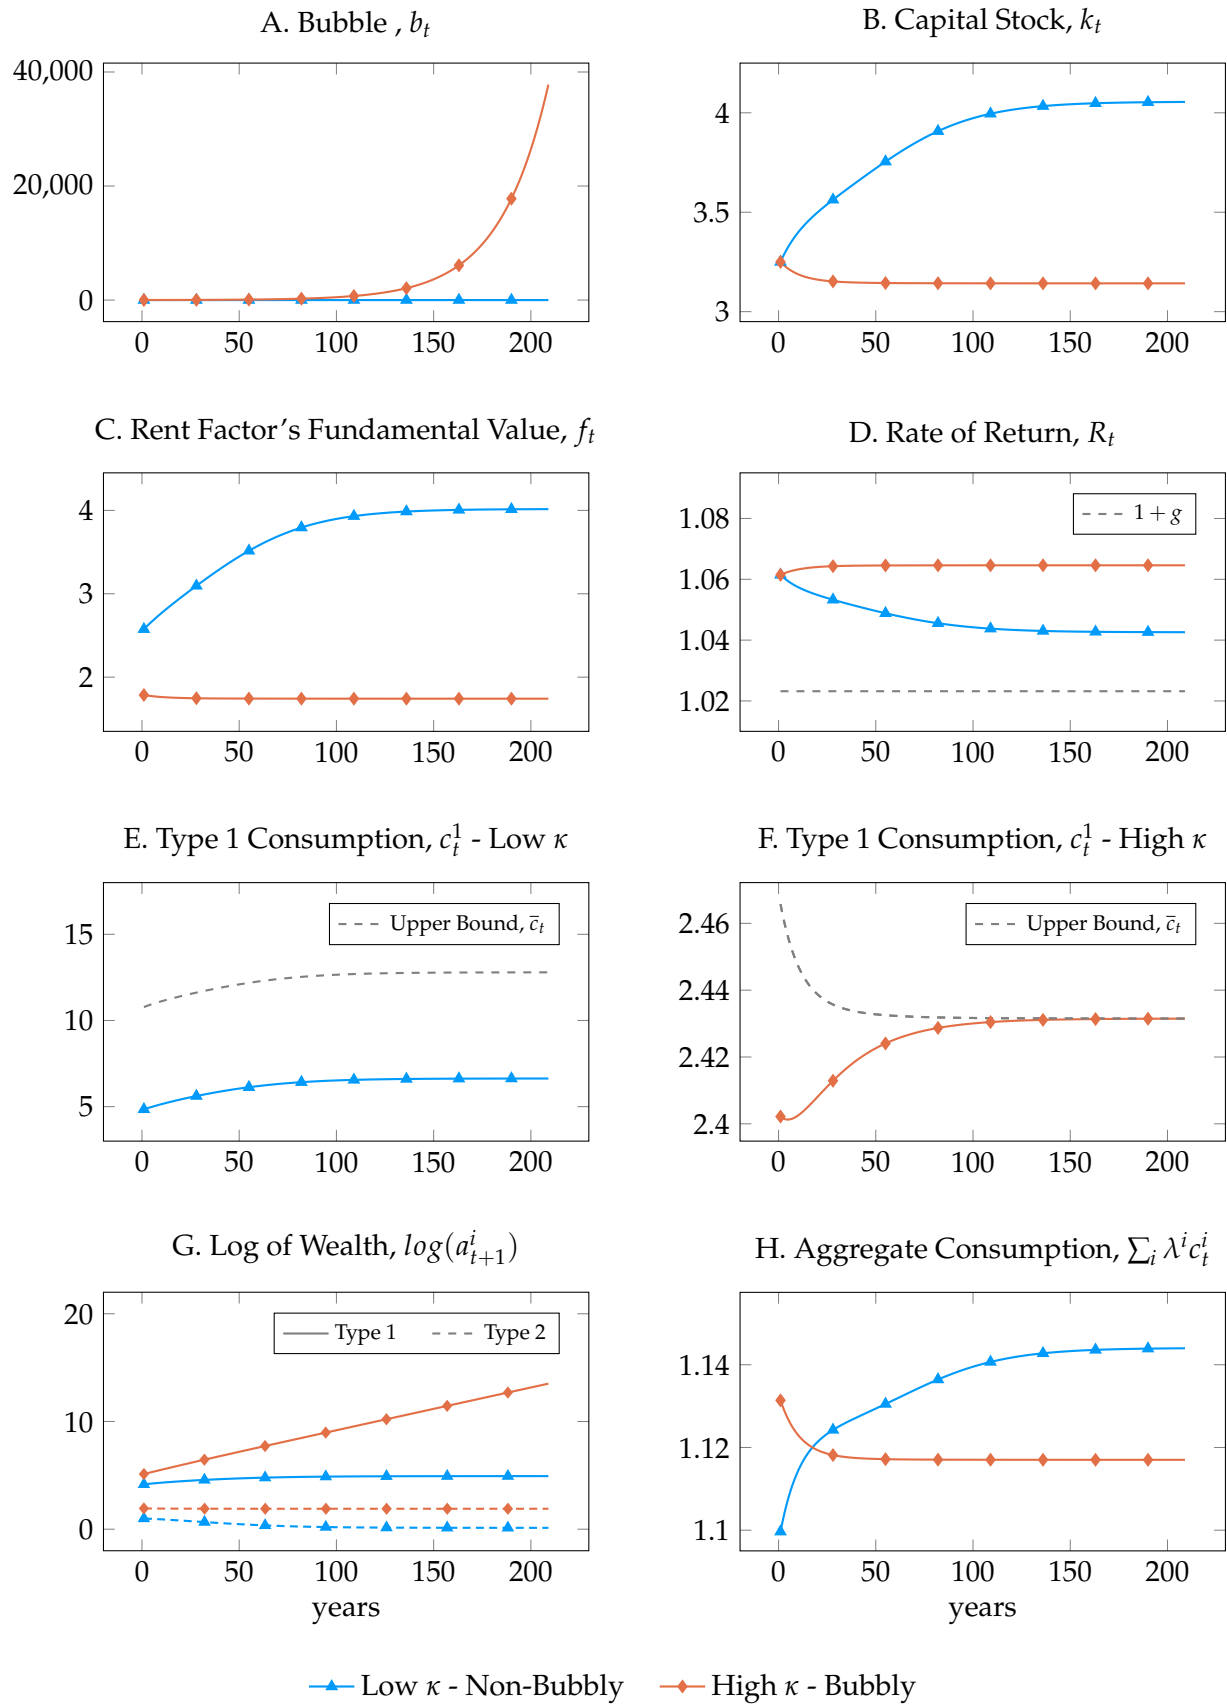 A. Bubble , b_t
B. Capital Stock, k_t
40,000
20,000
0
0 50 100 150 200
4
3.5
3
0 50 100 150 200
C. Rent Factor's Fundamental Value, f_t
D. Rate of Return, R_t
4
3
2
0 50 100 150 200
1.08
1.06
1.04
1.02
1 + g
0 50 100 150 200
E. Type 1 Consumption, c_t^1 - Low κ
F. Type 1 Consumption, c_t^1 - High κ
15
10
5
Upper Bound, c̄_t
0 50 100 150 200
2.46
2.44
2.42
2.4
Upper Bound, c̄_t
0 50 100 150 200
G. Log of Wealth, log(a_{t+1}^i)
H. Aggregate Consumption, ∑_i λ^i c_t^i
20
10
0
Type 1 Type 2
0 50 100 150 200
years
1.14
1.12
1.1
0 50 100 150 200
years
Low κ - Non-Bubbly High κ - Bubbly